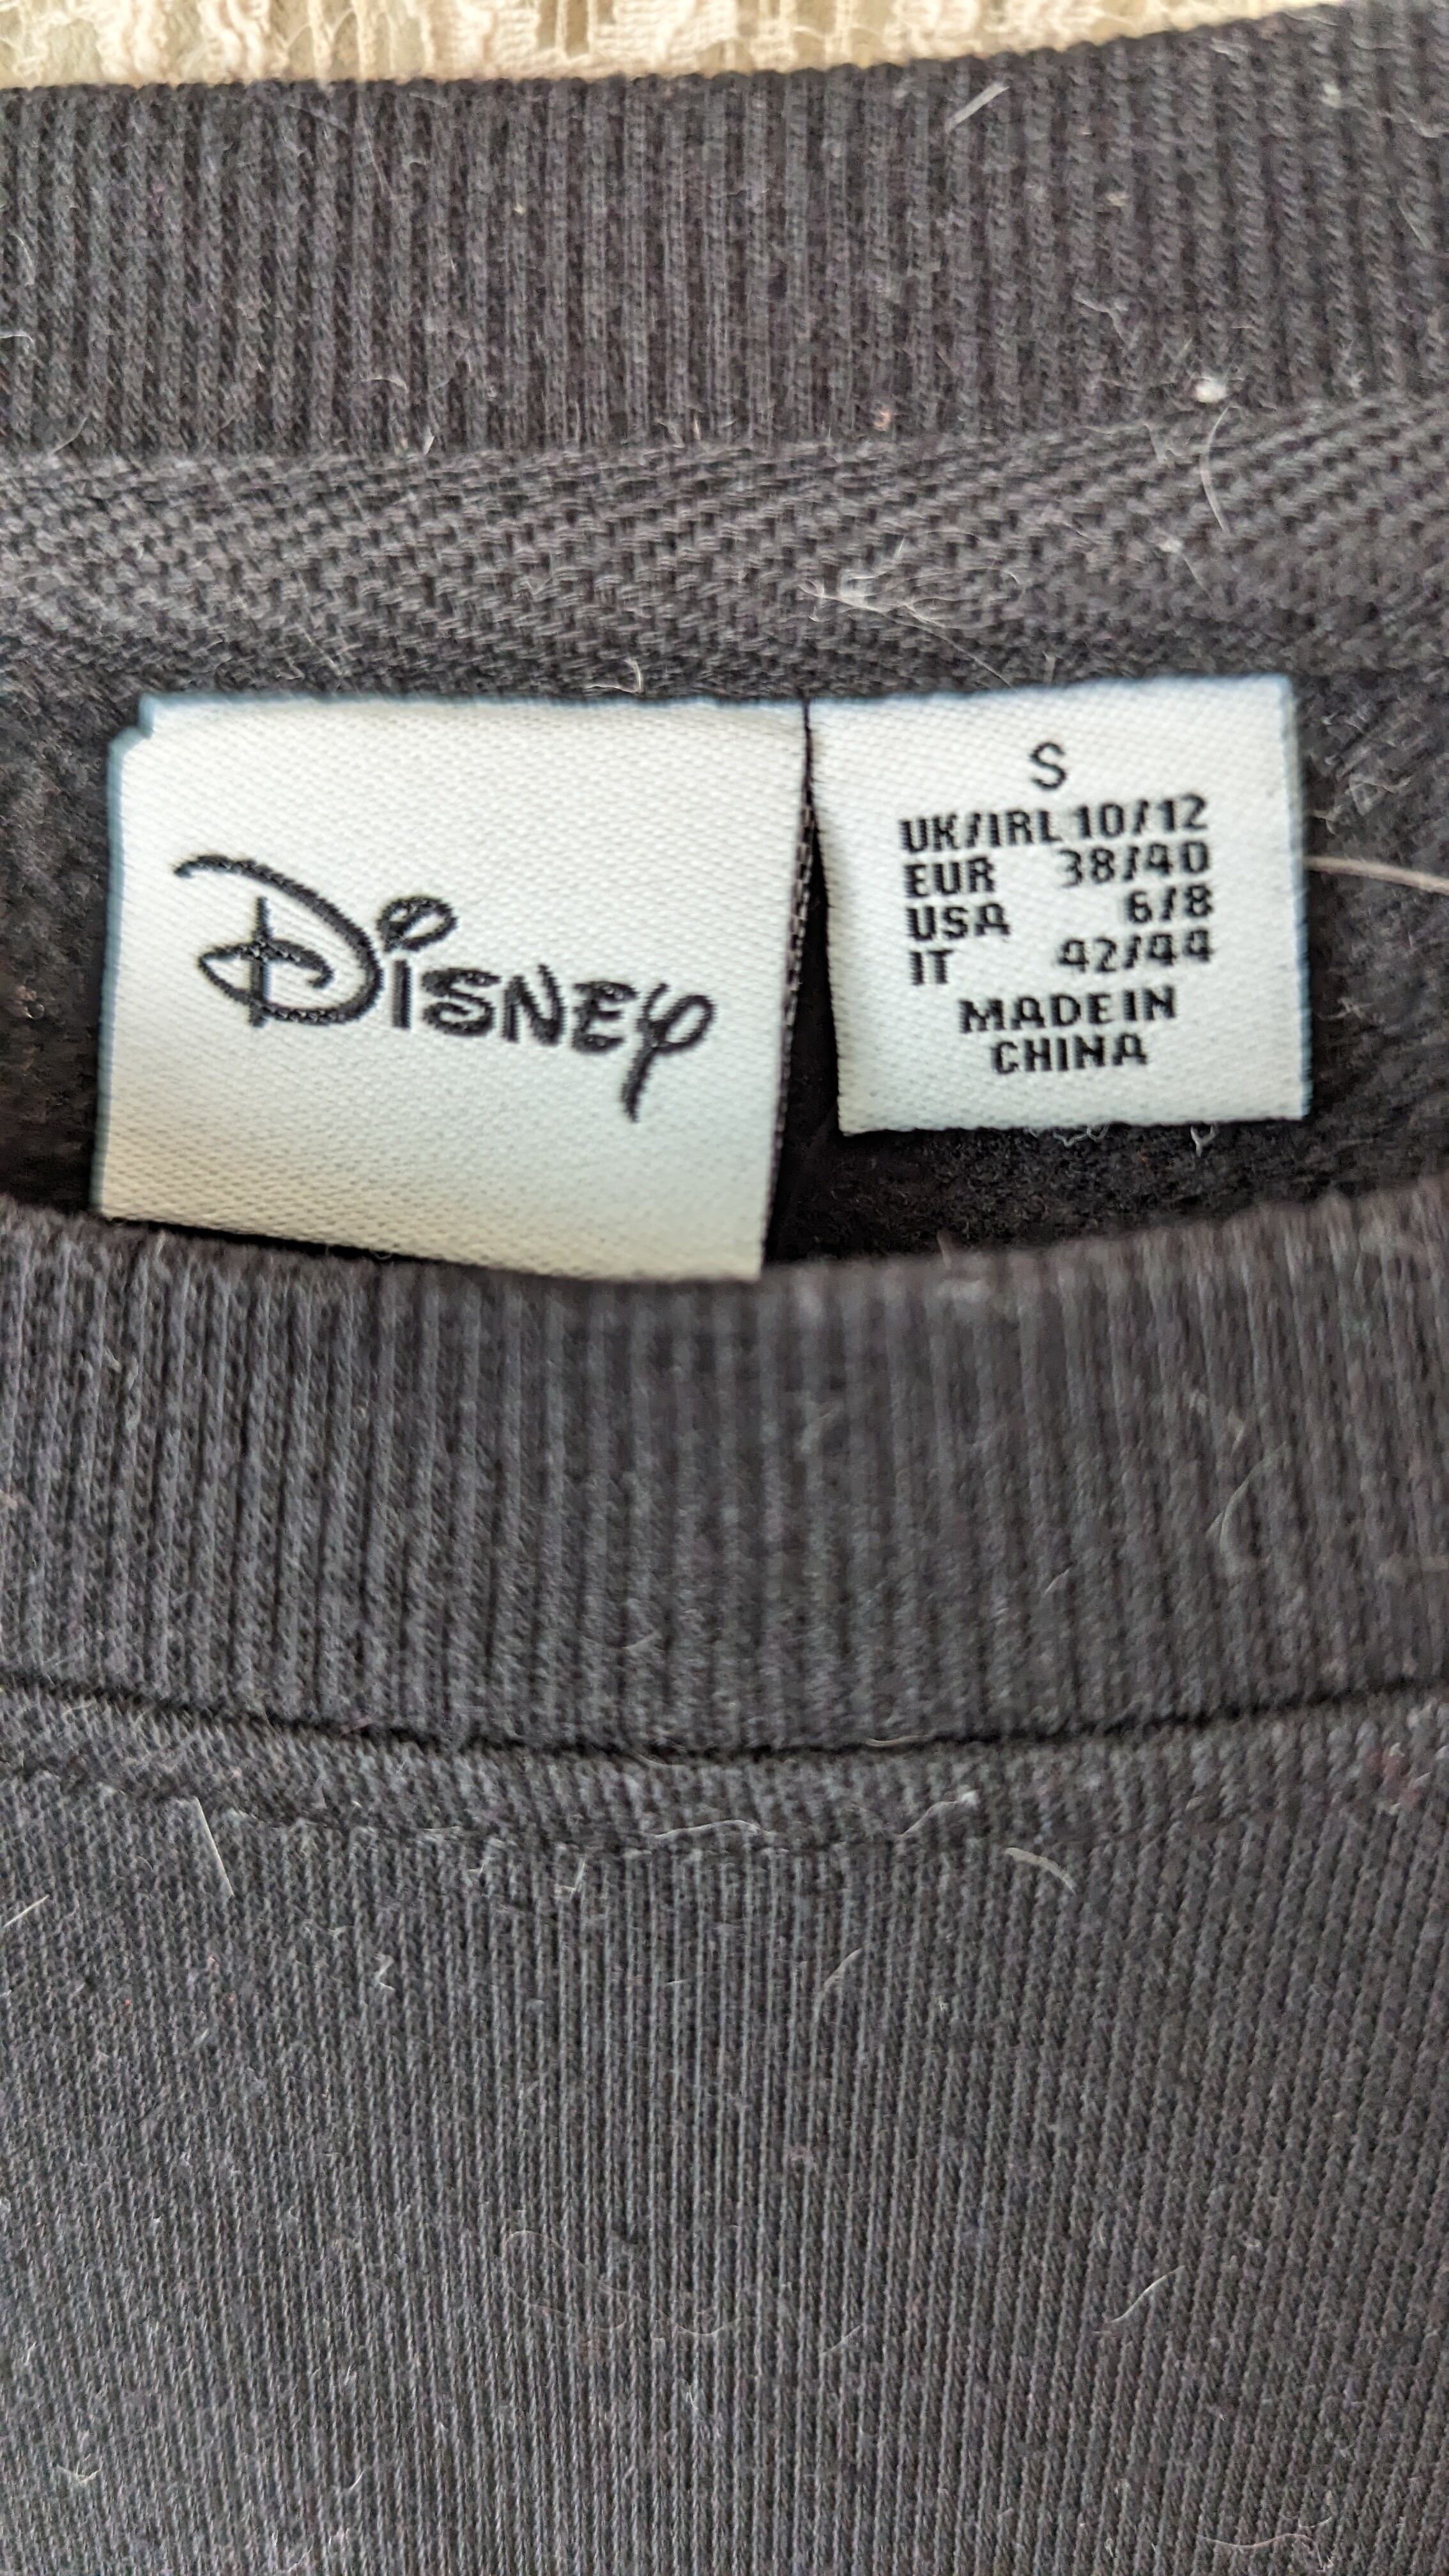 Disney
S
UK/IRL 10/12
EUR 38/40
USA 6/8
IT 42/44
MADE IN
CHINA